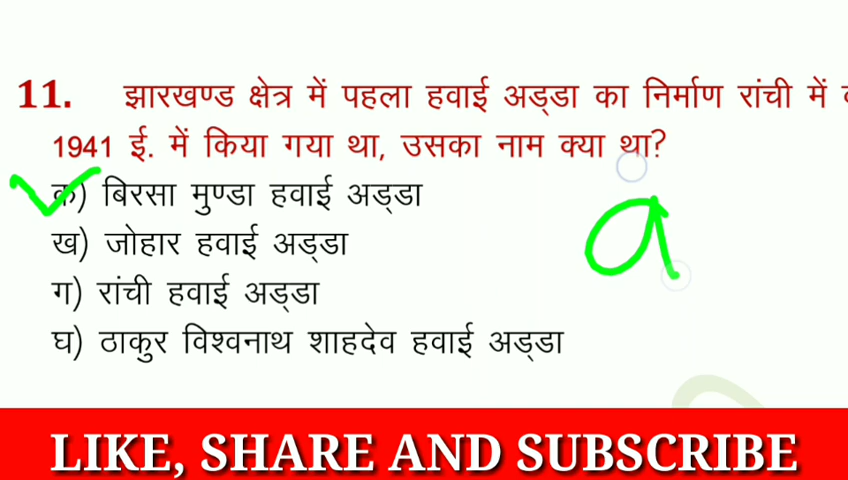 11. झारखण्ड क्षेत्र में पहला हवाई अड्डा का निर्माण रांची में
1941 ई. में किया गया था, उसका नाम क्या था?
क) बिरसा मुण्डा हवाई अड्डा
a
ख) जोहार हवाई अड्डा
ग) रांची हवाई अड्डा
घ) ठाकुर विश्वनाथ शाहदेव हवाई अड्डा
LIKE, SHARE AND SUBSCRIBE